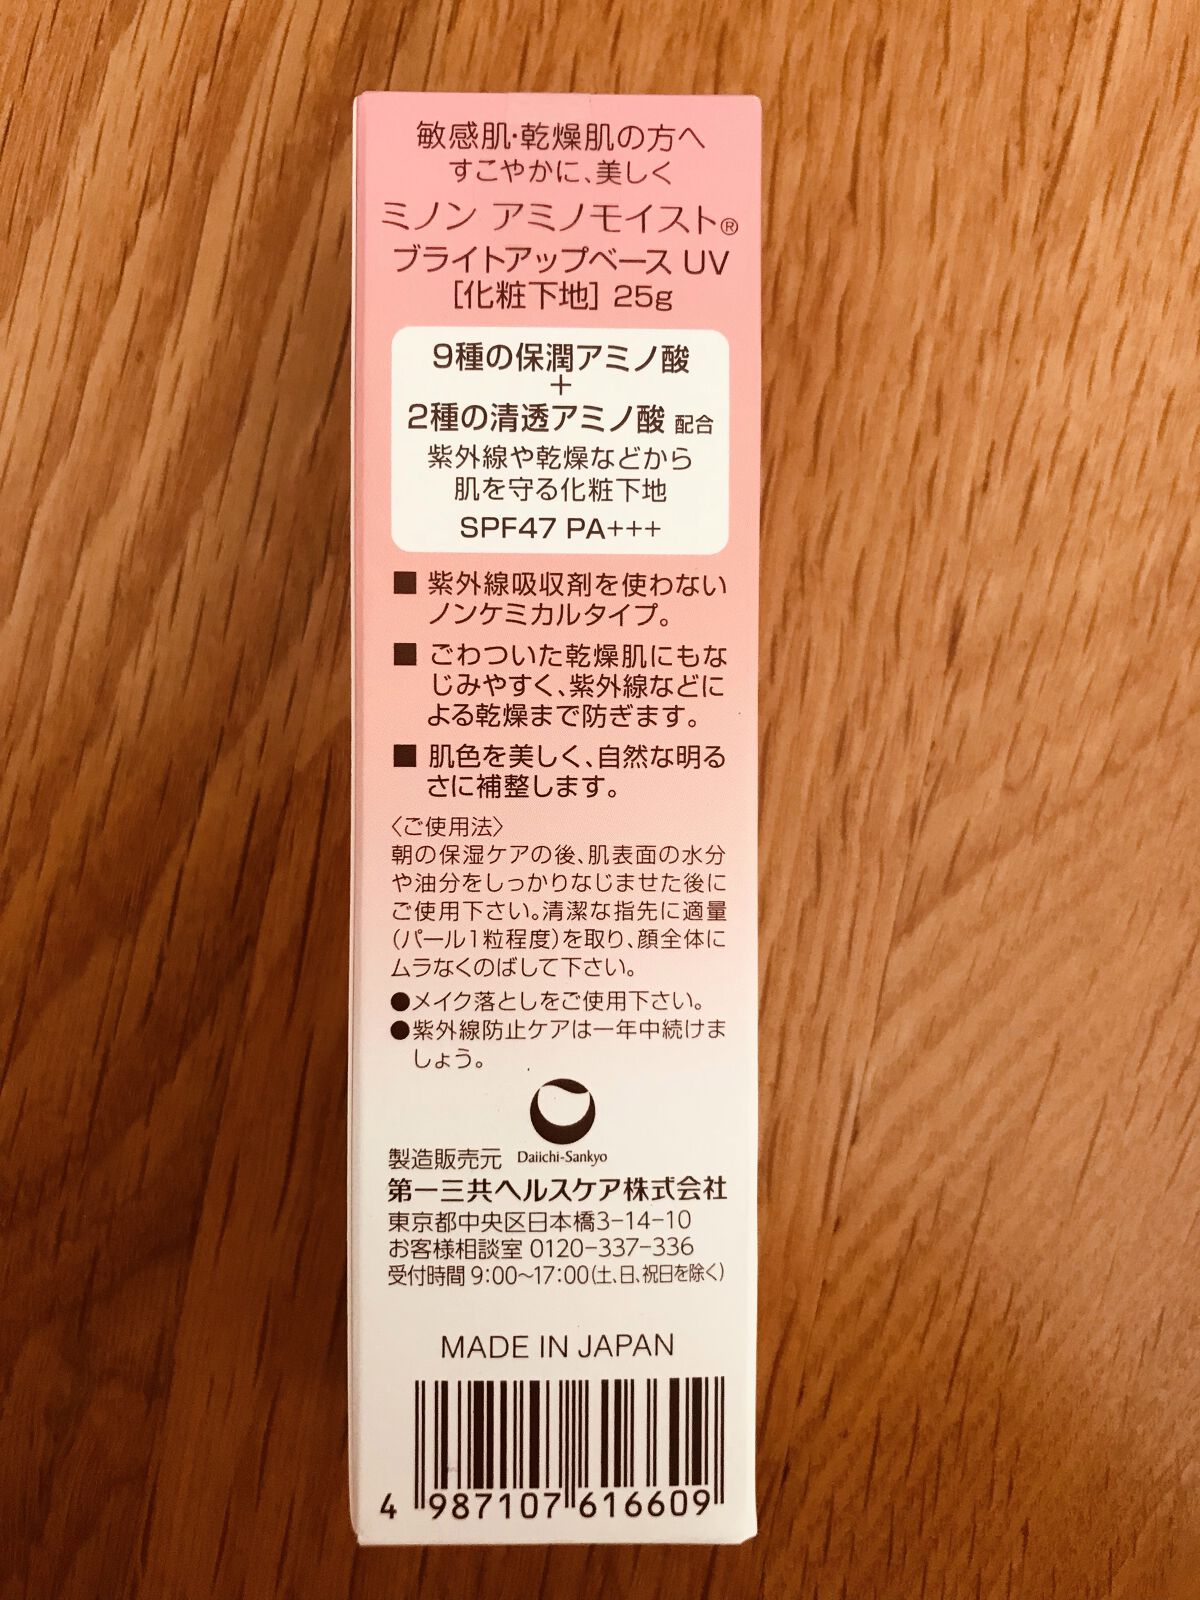 敏感肌・乾燥肌の方へ
すこやかに、美しく
ミノン アミノモイスト®
ブライトアップベース UV
[化粧下地] 25g
9種の保潤アミノ酸
+
2種の清透アミノ酸 配合
紫外線や乾燥などから
肌を守る化粧下地
SPF47 PA+++
■ 紫外線吸収剤を使わない
ノンケミカルタイプ。
■ ごわついた乾燥肌にもな
じみやすく、紫外線などに
よる乾燥まで防ぎます。
■ 肌色を美しく、自然な明る
さに補整します。
〈ご使用法〉
朝の保湿ケアの後、肌表面の水分
や油分をしっかりなじませた後に
ご使用下さい。清潔な指先に適量
(パール1粒程度)を取り、顔全体に
ムラなくのばして下さい。
●メイク落としをご使用下さい。
●紫外線防止ケアは一年中続けま
しょう。
製造販売元 Daiichi-Sankyo
第一三共ヘルスケア株式会社
東京都中央区日本橋3-14-10
お客様相談室 0120-337-336
受付時間 9:00〜17:00(土、日、祝日を除く)
MADE IN JAPAN
4 987107 616609